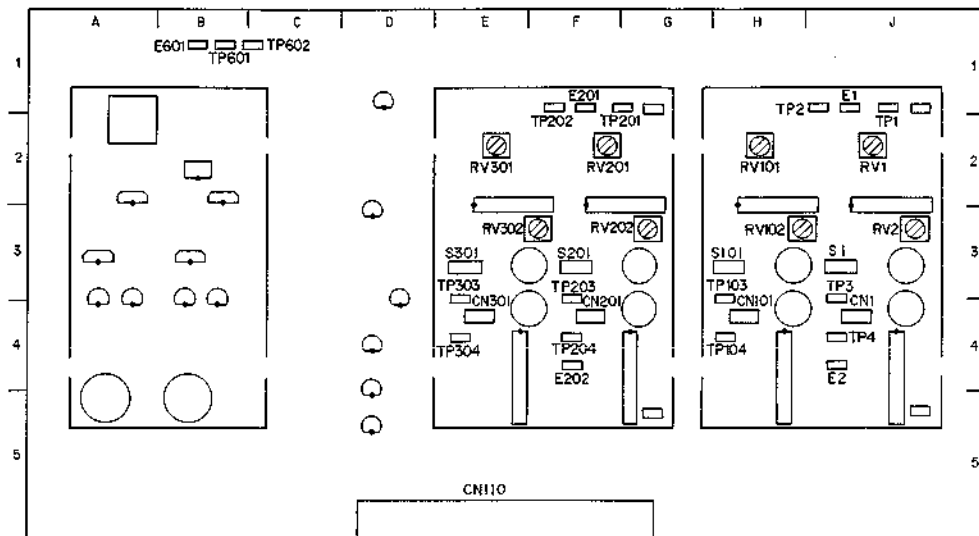 A B C D E F G H J
E601 TP602
TP601
1 1
E201 E1
TP202 TP201 TP2 TP1
2 2
RV301 RV201 RV101 RV1
RV302 RV202 RV102 RV2
3 3
S301 S201 S101 S1
TP303 TP203 TP103 TP3
CN301 CN201 CN101 CN1
4 4
TP304 TP204 TP104 TP4
E202 E2
5 5
CN110